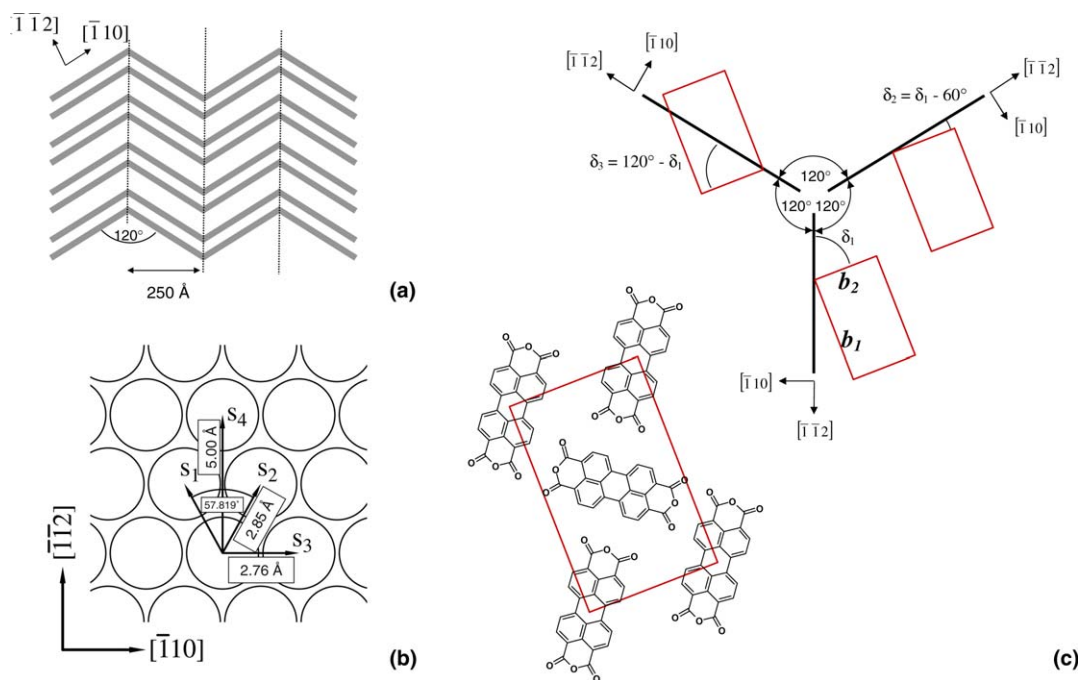 [1̅ 1̅ 2]
[1̅ 10]
120°
250 Å
(a)
S₄
5.00 Å
S₁
S₂
57.819°
2.85 Å
S₃
2.76 Å
[1̅1̅2]
[1̅10]
(b)
[1̅ 10]
[1̅ 1̅ 2]
δ₃ = 120° - δ₁
[1̅ 1̅ 2]
δ₂ = δ₁ - 60°
[1̅ 10]
120°
120° 120°
δ₁
b₂
b₁
[1̅ 10]
[1̅ 1̅ 2]
O O O
O O O
O O O
O O O
O O O
O O O
O O O
O O O
O O O
O O O
(c)